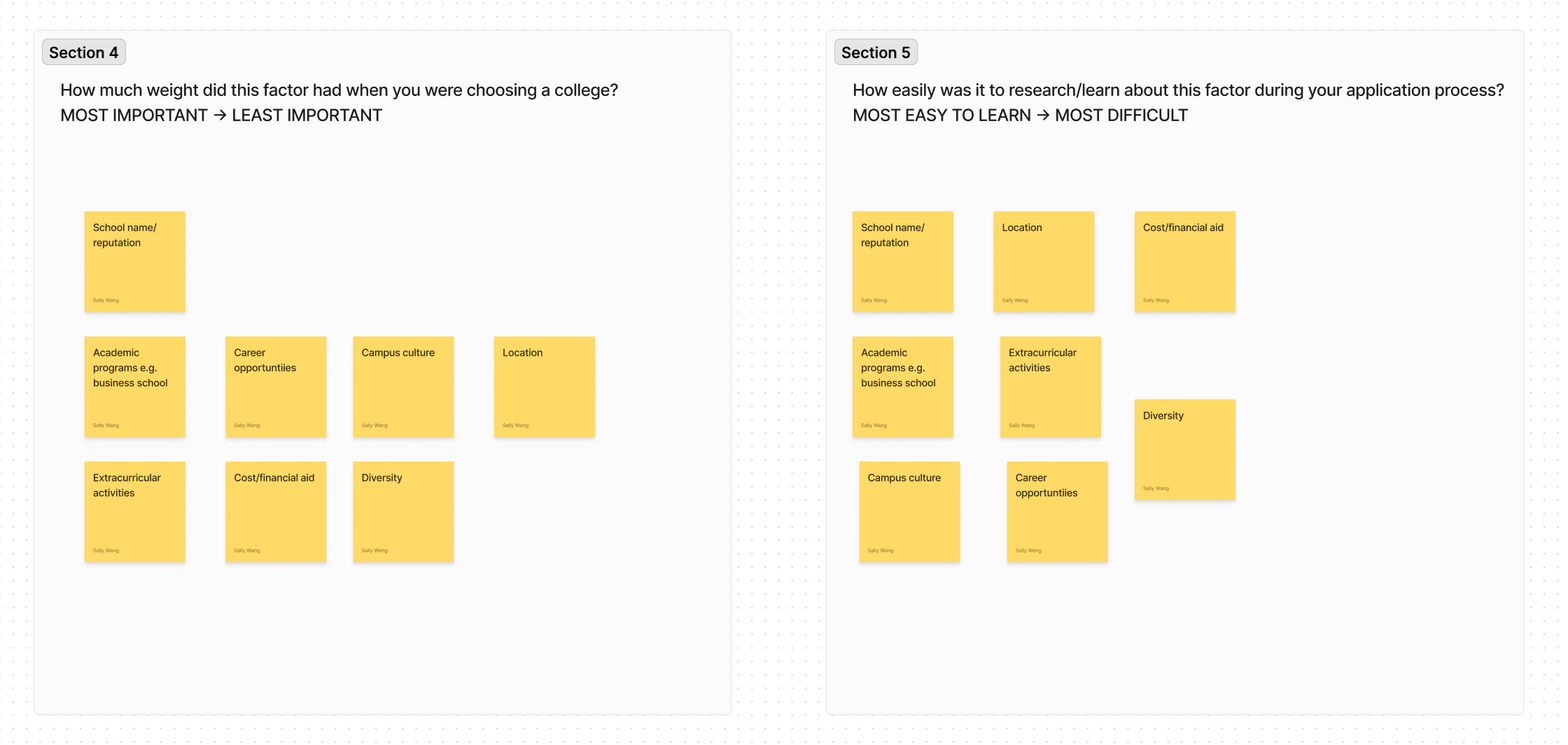 Section 4
How much weight did this factor had when you were choosing a college?
MOST IMPORTANT → LEAST IMPORTANT
School name/
reputation
Sally Wang
Academic
programs e.g.
business school
Sally Wang
Career
opportuntiies
Sally Wang
Campus culture
Sally Wang
Location
Sally Wang
Extracurricular
activities
Sally Wang
Cost/financial aid
Sally Wang
Diversity
Sally Wang
Section 5
How easily was it to research/learn about this factor during your application process?
MOST EASY TO LEARN → MOST DIFFICULT
School name/
reputation
Sally Wang
Location
Sally Wang
Cost/financial aid
Sally Wang
Academic
programs e.g.
business school
Sally Wang
Extracurricular
activities
Sally Wang
Diversity
Sally Wang
Campus culture
Sally Wang
Career
opportuntiies
Sally Wang